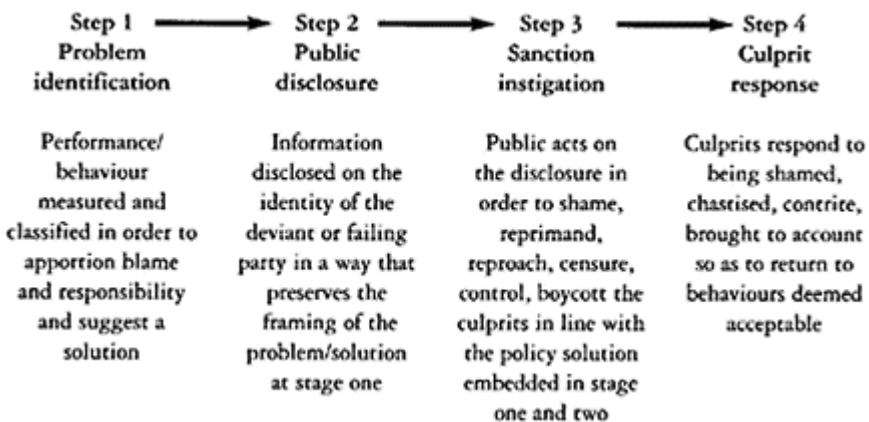 Step 1
Problem
identification
Performance/
behaviour
measured and
classified in order to
apportion blame
and responsibility
and suggest a
solution
Step 2
Public
disclosure
Information
disclosed on the
identity of the
deviant or failing
party in a way that
preserves the
framing of the
problem/solution
at stage one
Step 3
Sanction
instigation
Public acts on
the disclosure in
order to shame,
reprimand,
reproach, censure,
control, boycott the
culprits in line with
the policy solution
embedded in stage
one and two
Step 4
Culprit
response
Culprits respond to
being shamed,
chastised, contrite,
brought to account
so as to return to
behaviours deemed
acceptable